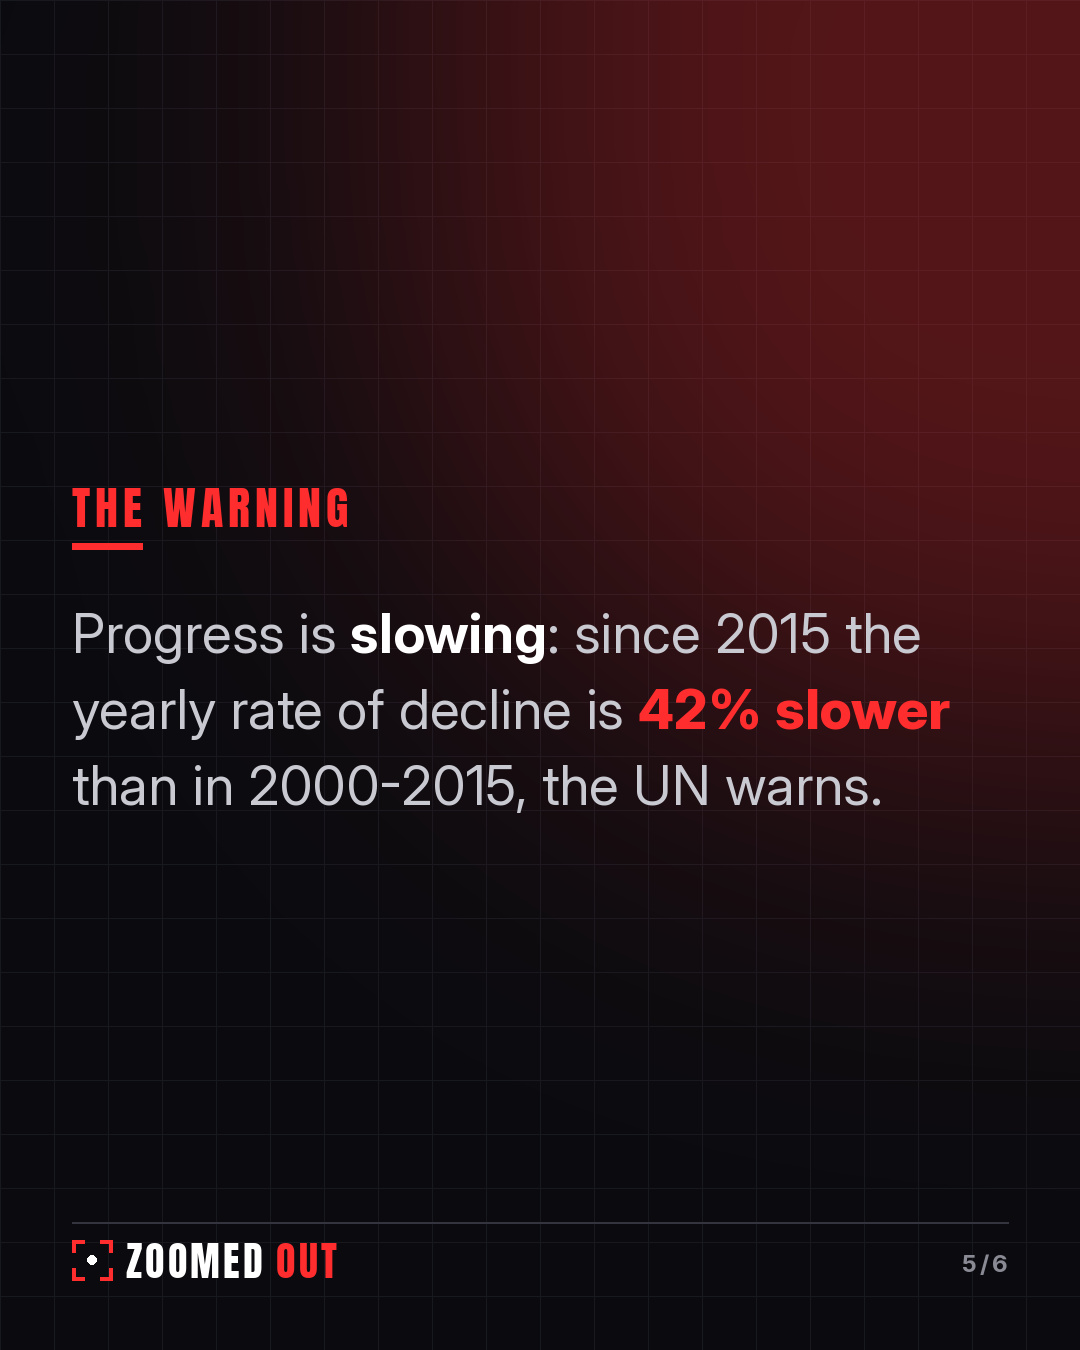 THE WARNING
Progress is slowing: since 2015 the
yearly rate of decline is 42% slower
than in 2000-2015, the UN warns.
ZOOMED OUT
5/6